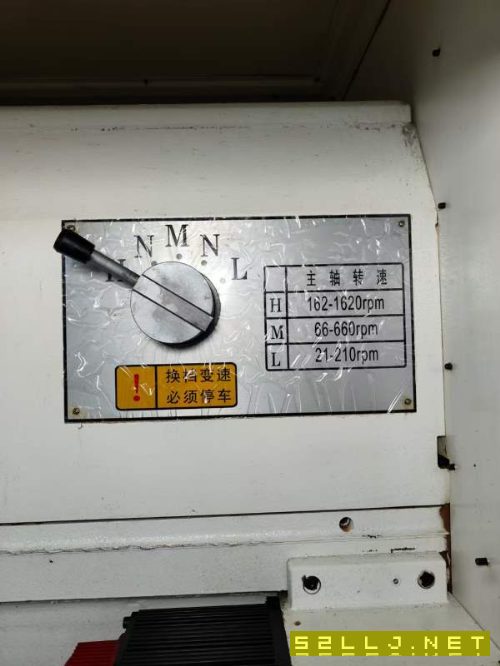 H N M N L
主轴转速
H 162-1620rpm
M 66-660rpm
L 21-210rpm
! 换档变速
必须停车
52LLJ.NET